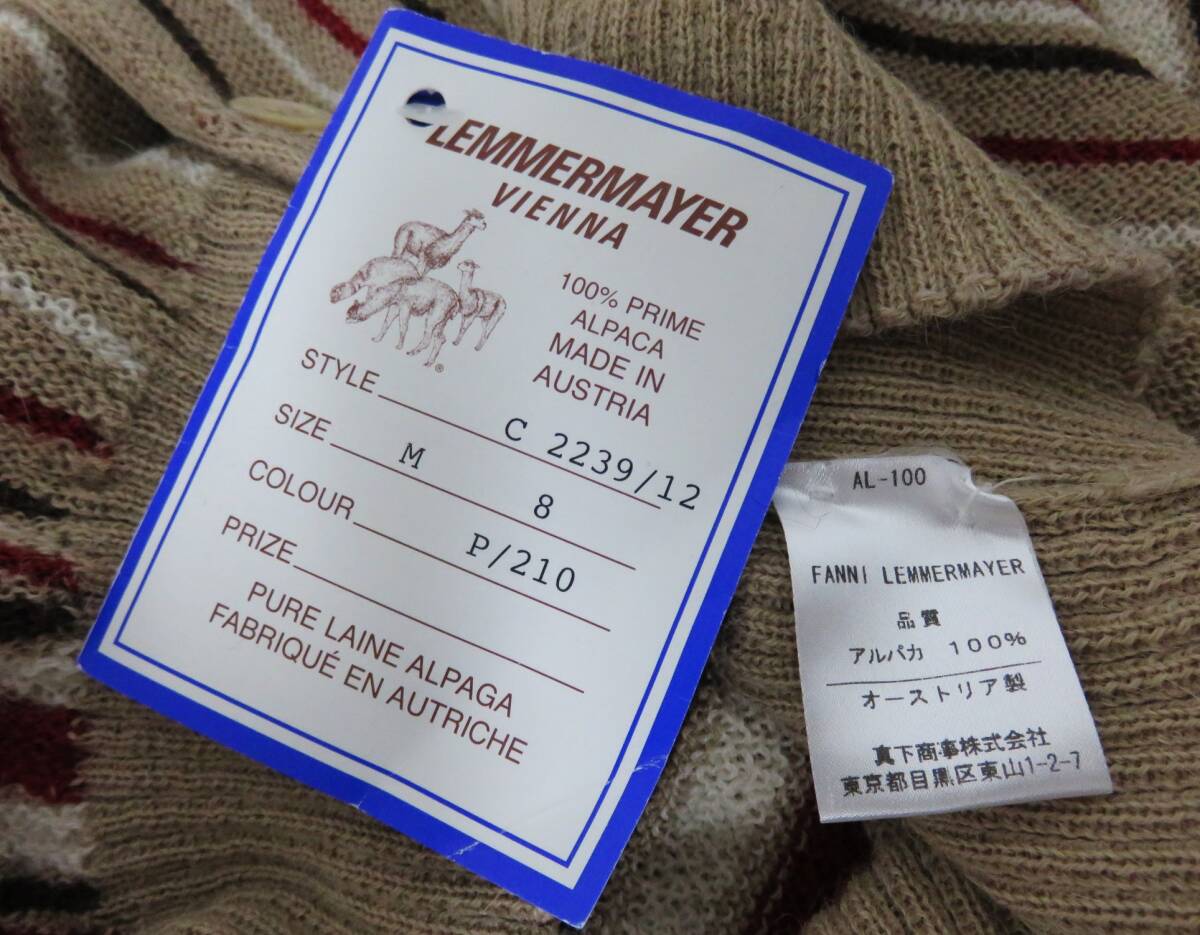 LEMMERMAYER
VIENNA
100% PRIME
ALPACA
MADE IN
AUSTRIA
®
STYLE C 2239/12
SIZE M 8
COLOUR P/210
PRIZE
PURE LAINE ALPAGA
FABRIQUÉ EN AUTRICHE
AL-100
FANNI LEMMERMAYER
品質
アルパカ 100%
オーストリア製
真下商事株式会社
東京都目黒区東山1-2-7